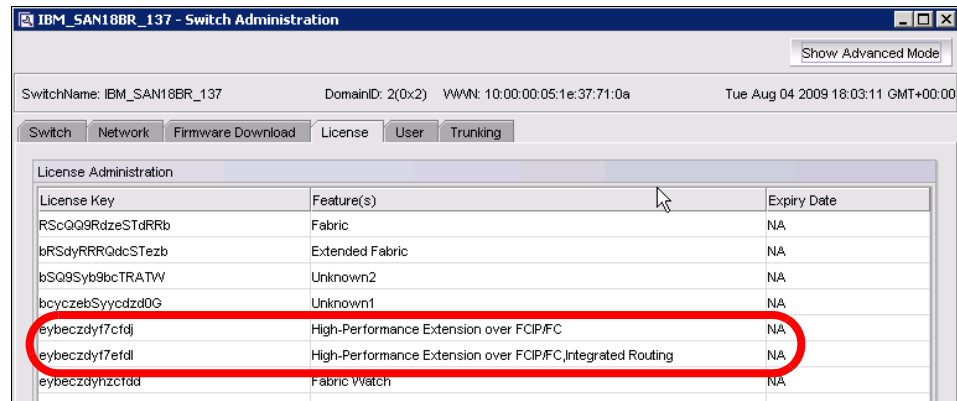 IBM_SAN18BR_137 - Switch Administration
Show Advanced Mode
SwitchName: IBM_SAN18BR_137 DomainID: 2(0x2) WWN: 10:00:00:05:1e:37:71:0a Tue Aug 04 2009 18:03:11 GMT+00:00
Switch Network Firmware Download License User Trunking
License Administration
License Key Feature(s) Expiry Date
RScQQ9RdzeSTdRRb Fabric NA
bRSdyRRRQdcSTezb Extended Fabric NA
bSQ9Syb9bcTRATW Unknown2 NA
bcyczebSyycdzd0G Unknown1 NA
eybeczdyf7cfdj High-Performance Extension over FCIP/FC NA
eybeczdyf7efdl High-Performance Extension over FCIP/FC,Integrated Routing NA
eybeczdyhzcfdd Fabric Watch NA